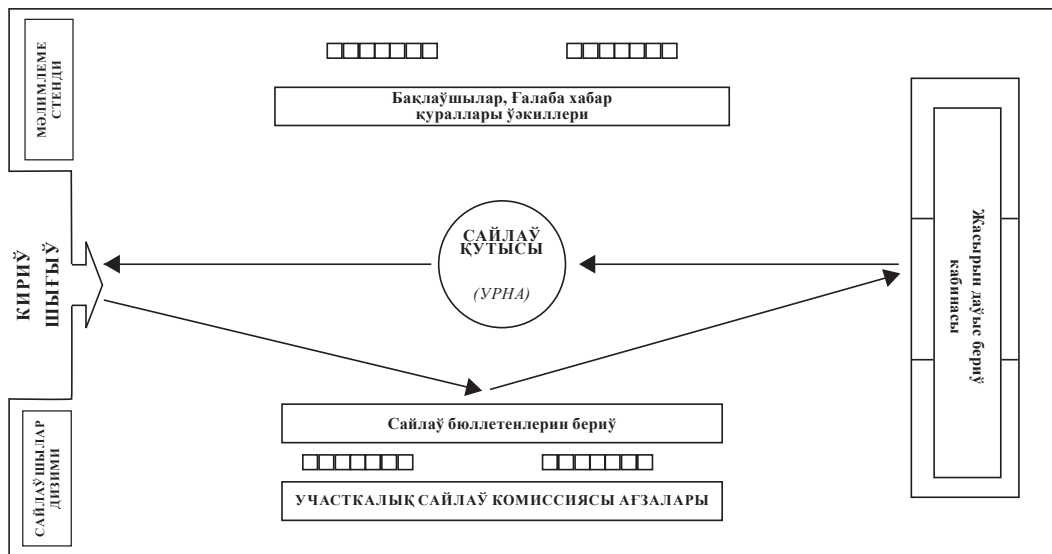 МӘЛИМЛЕМЕ
СТЕНДИ
Бақлаўшылар, Ғалаба хабар
қураллары ўәкиллери
КИРИЎ
ШЫҒЫЎ
САЙЛАЎ
ҚУТЫСЫ
(УРНА)
Жасырын даўыс бериў
кабинасы
Сайлаў бюллетенлерин бериў
САЙЛАЎШЫЛАР
ДИЗИМИ
УЧАСТКАЛЫҚ САЙЛАЎ КОМИССИЯСЫ АҒЗАЛАРЫ